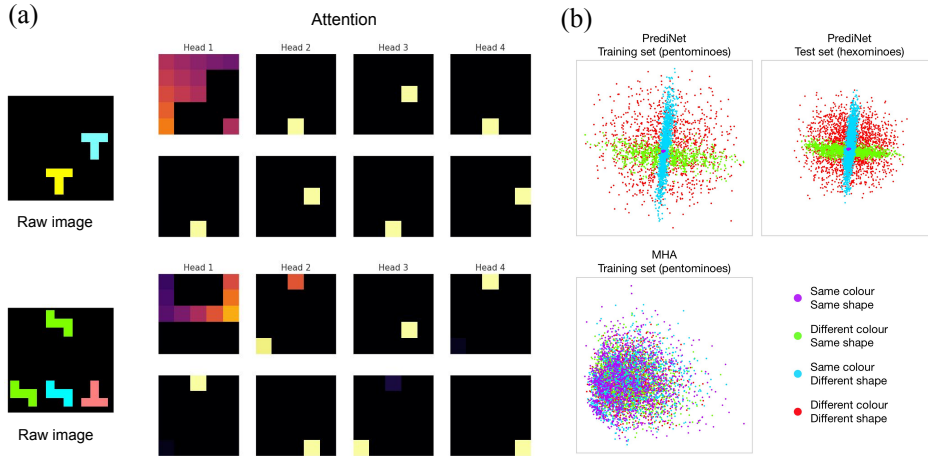 (a)
Attention
Head 1
Head 2
Head 3
Head 4
Raw image
Head 1
Head 2
Head 3
Head 4
Raw image
(b)
PrediNet
Training set (pentominoes)
PrediNet
Test set (hexominoes)
MHA
Training set (pentominoes)
Same colour
Same shape
Different colour
Same shape
Same colour
Different shape
Different colour
Different shape